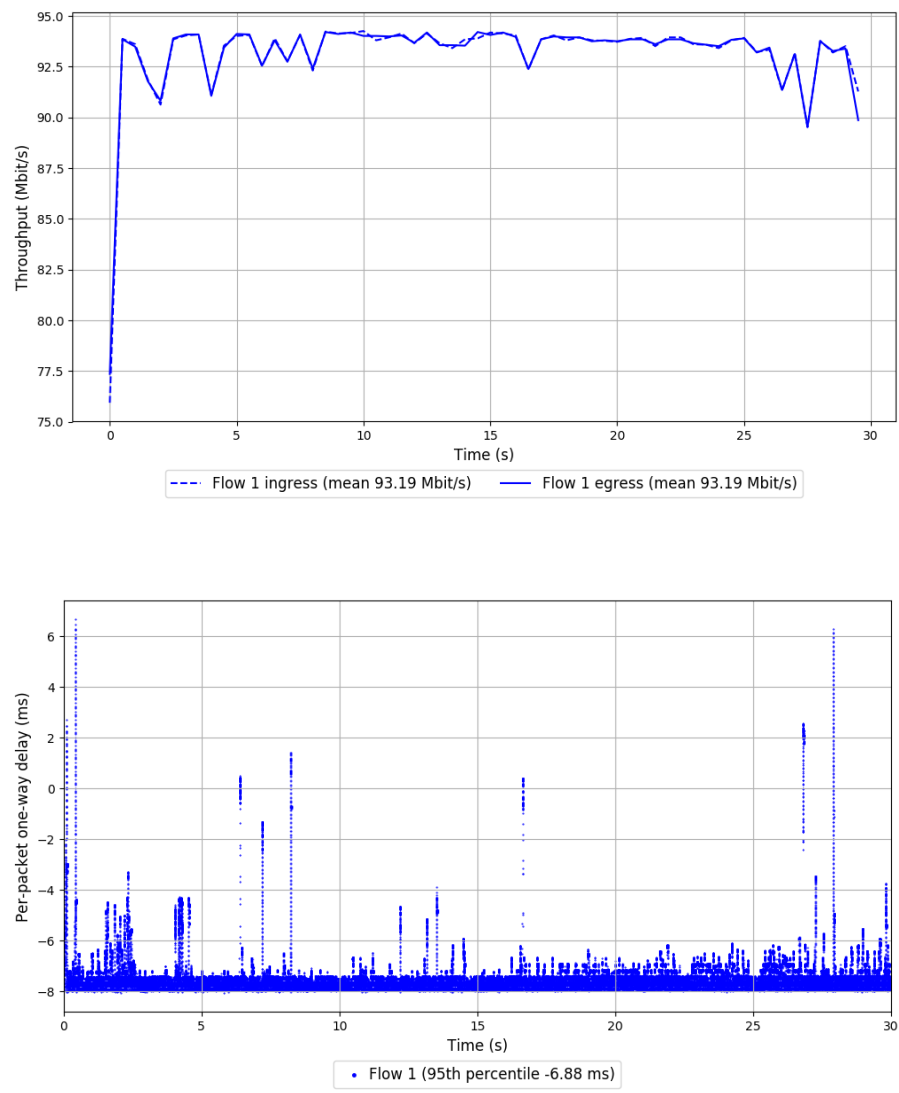 95.0
92.5
90.0
87.5
85.0
82.5
80.0
77.5
75.0
Throughput (Mbit/s)
0 5 10 15 20 25 30
Time (s)
Flow 1 ingress (mean 93.19 Mbit/s) Flow 1 egress (mean 93.19 Mbit/s)
6
4
2
0
−2
−4
−6
−8
Per-packet one-way delay (ms)
0 5 10 15 20 25 30
Time (s)
Flow 1 (95th percentile -6.88 ms)